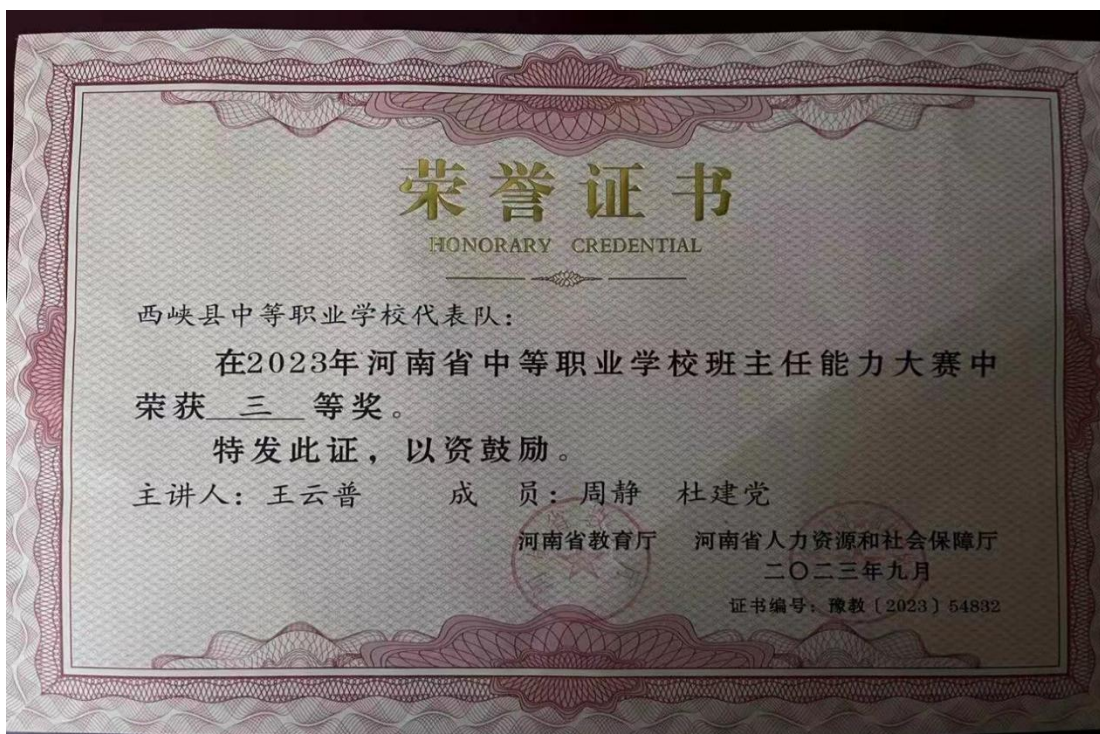 荣誉证书
HONORARY CREDENTIAL
西峡县中等职业学校代表队：
在2023年河南省中等职业学校班主任能力大赛中
荣获 三 等奖。
特发此证，以资鼓励。
主讲人：王云普 成 员：周静 杜建党
河南省教育厅 河南省人力资源和社会保障厅
二〇二三年九月
证书编号：豫教〔2023〕54832